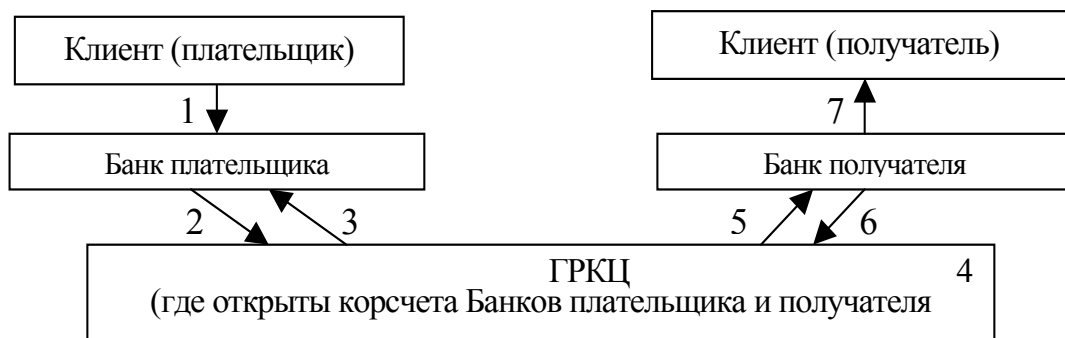 Клиент (плательщик)
Клиент (получатель)
1
7
Банк плательщика
Банк получателя
2
3
5
6
ГРКЦ
4
(где открыты корсчета Банков плательщика и получателя